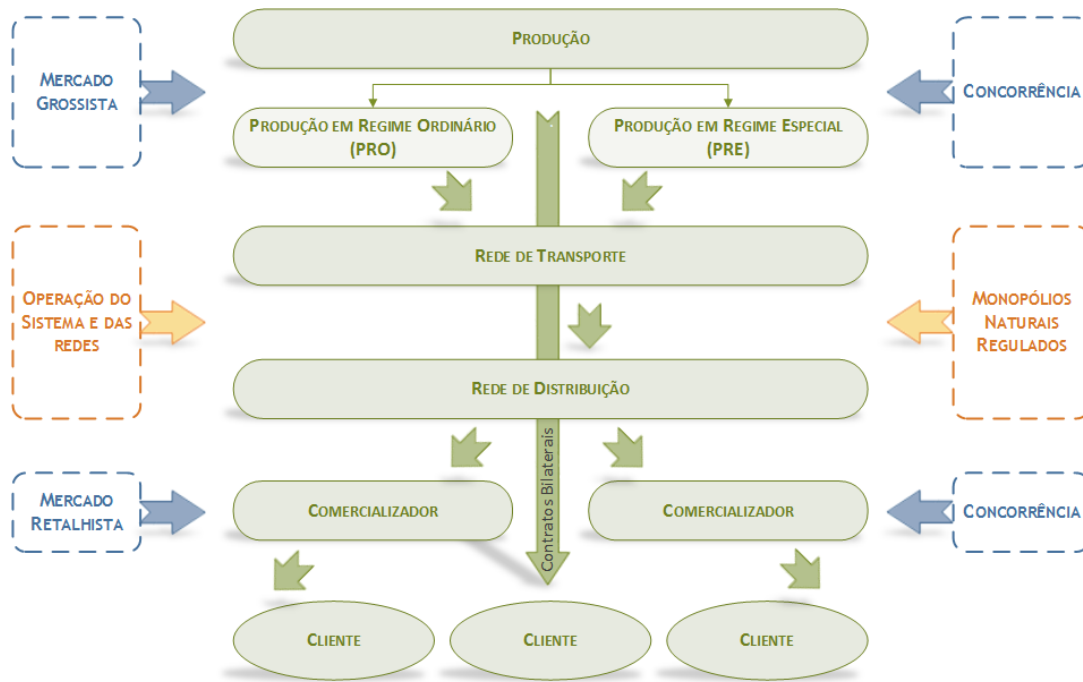 PRODUÇÃO
MERCADO
GROSSISTA
CONCORRÊNCIA
PRODUÇÃO EM REGIME ORDINÁRIO
(PRO)
PRODUÇÃO EM REGIME ESPECIAL
(PRE)
REDE DE TRANSPORTE
OPERAÇÃO DO
SISTEMA E DAS
REDES
MONOPÓLIOS
NATURAIS
REGULADOS
REDE DE DISTRIBUIÇÃO
Contratos Bilaterais
MERCADO
RETALHISTA
COMERCIALIZADOR
COMERCIALIZADOR
CONCORRÊNCIA
CLIENTE
CLIENTE
CLIENTE